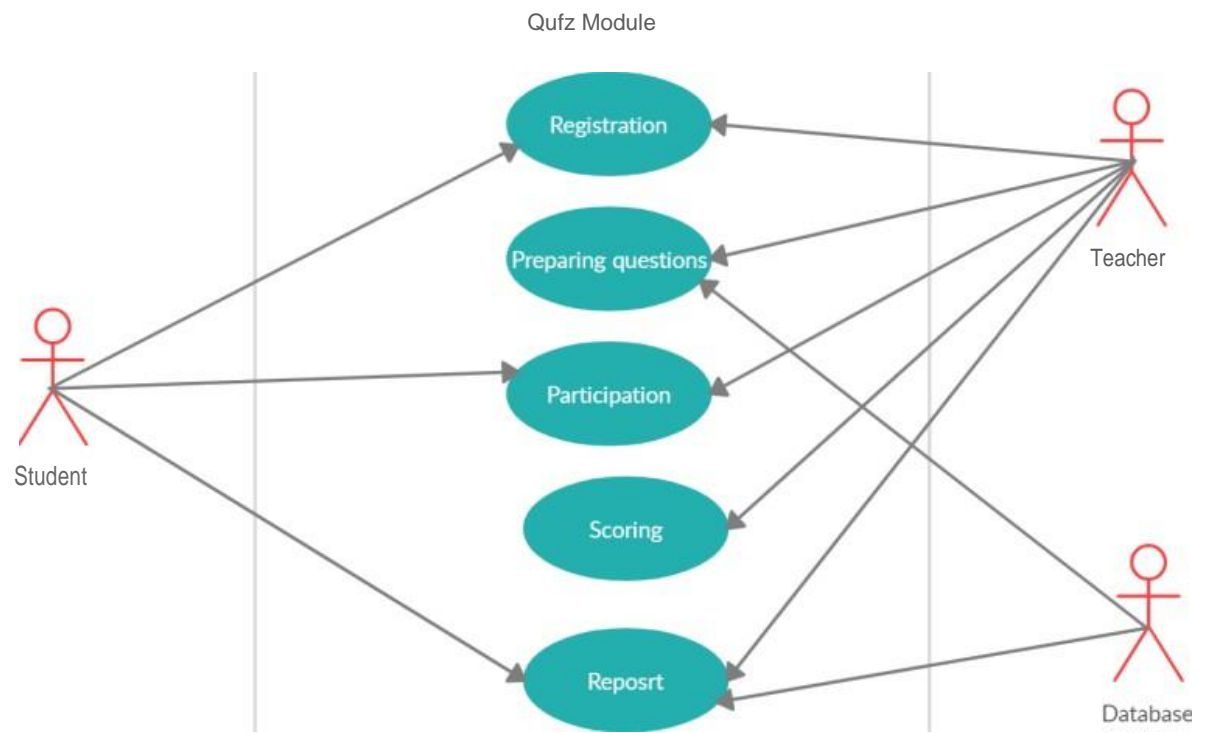 Qufz Module
Registration
Preparing questions
Teacher
Participation
Student
Scoring
Reposrt
Database